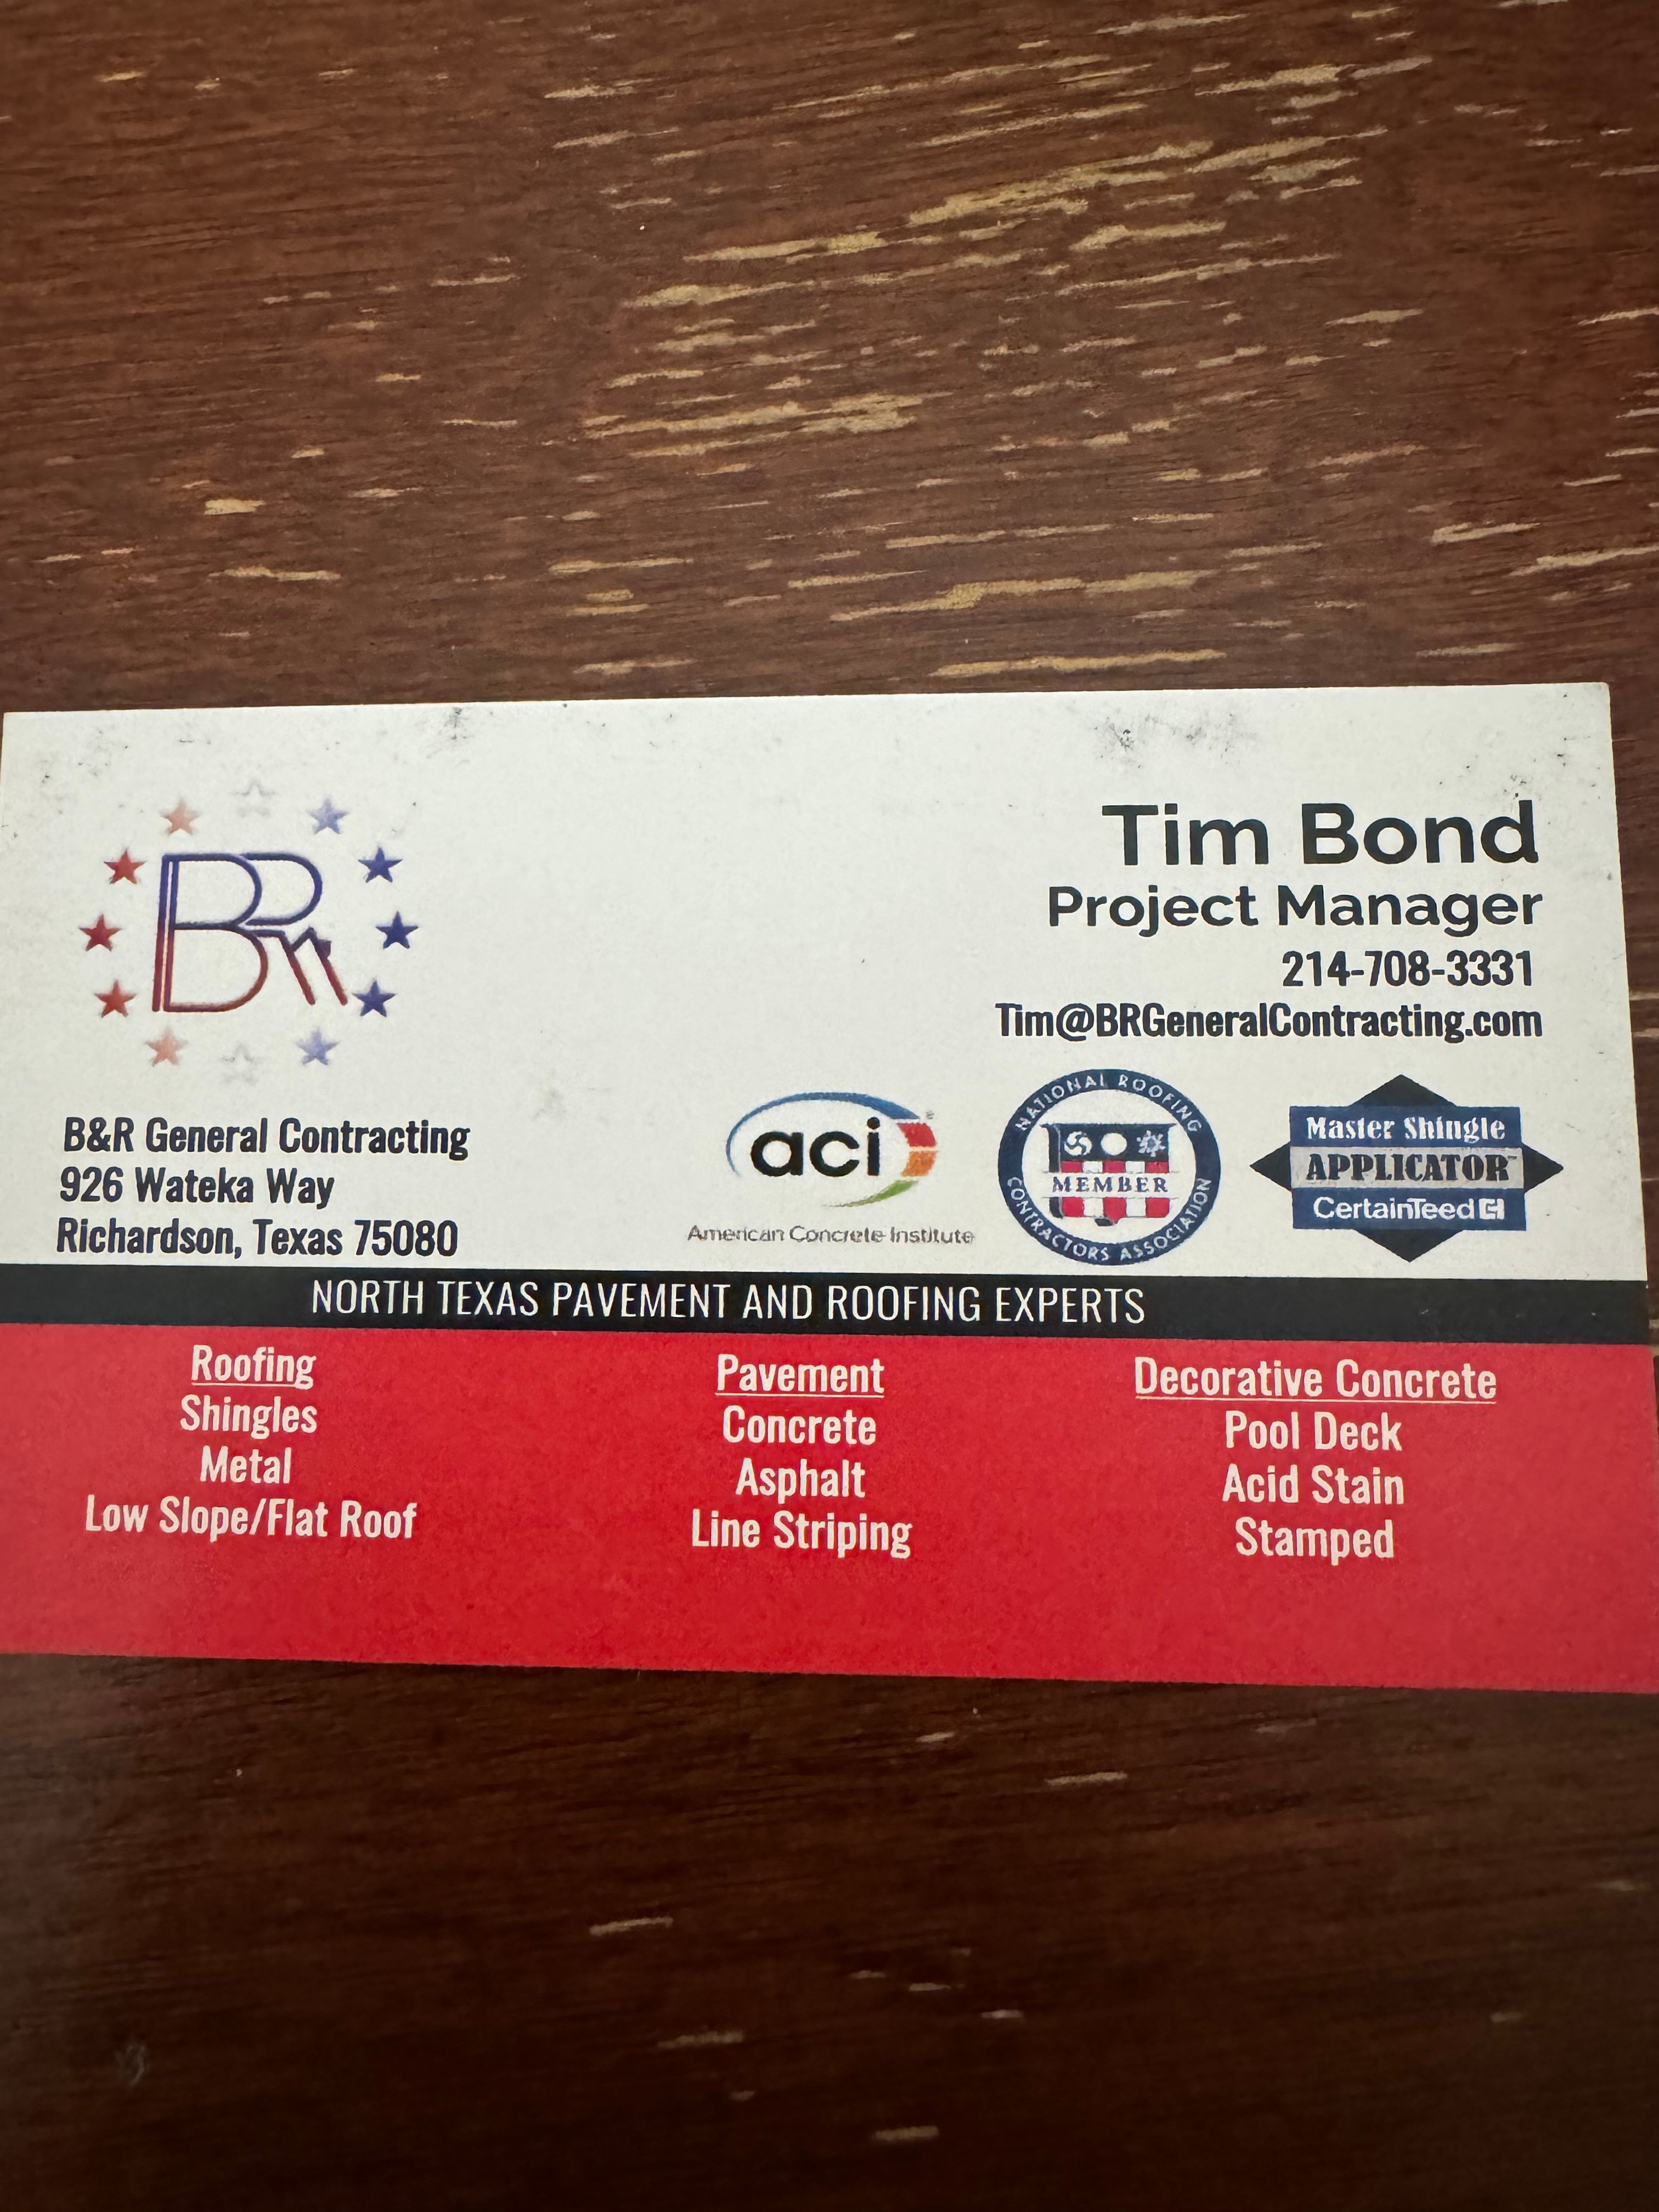 BR
Tim Bond
Project Manager
214-708-3331
Tim@BRGeneralContracting.com
B&R General Contracting
926 Wateka Way
Richardson, Texas 75080
aci
American Concrete Institute
NATIONAL ROOFING
MEMBER
CONTRACTORS ASSOCIATION
Master Shingle
APPLICATOR™
CertainTeed
NORTH TEXAS PAVEMENT AND ROOFING EXPERTS
Roofing
Shingles
Metal
Low Slope/Flat Roof
Pavement
Concrete
Asphalt
Line Striping
Decorative Concrete
Pool Deck
Acid Stain
Stamped